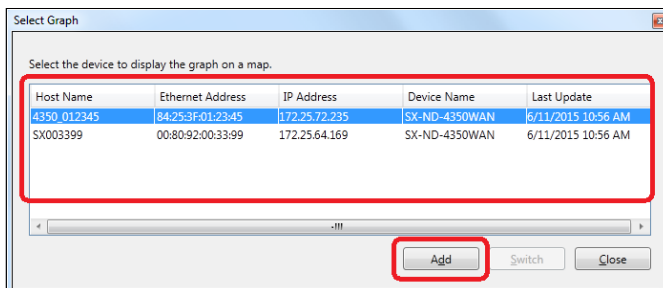 Select Graph
Select the device to display the graph on a map.
Host Name Ethernet Address IP Address Device Name Last Update
4350_012345 84:25:3F:01:23:45 172.25.72.235 SX-ND-4350WAN 6/11/2015 10:56 AM
SX003399 00:80:92:00:33:99 172.25.64.169 SX-ND-4350WAN 6/11/2015 10:56 AM
Add Switch Close